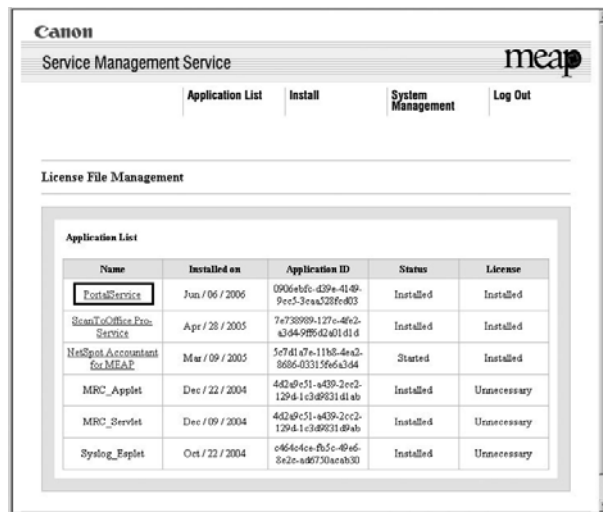 Canon
Service Management Service
meap
Application List Install System Management Log Out
License File Management
Application List
Name Installed on Application ID Status License
PortalService Jun / 06 / 2006 0906ebfc-d39e-4149- Installed Installed
9cc5-3caa528fcd03
ScanToOffice Pro- Apr / 28 / 2005 7e738989-127c-4fe2- Installed Installed
Service a3d4-9ff6d2a01d1d
NetSpot Accountant Mar / 09 / 2005 5c7d1a7e-11b8-4ea2- Started Installed
for MEAP 8686-03315fe6a3d4
MRC_Applet Dec / 22 / 2004 4d2a9c51-a439-2cc2- Installed Unnecessary
129d-1c3d9831d1ab
MRC_Servlet Dec / 09 / 2004 4d2a9c51-a439-2cc2- Installed Unnecessary
129d-1c3d9831d9ab
Syslog_Esplet Oct / 22 / 2004 c464c4ce-fb5c-49e6- Installed Unnecessary
8e2c-ad6750acab30